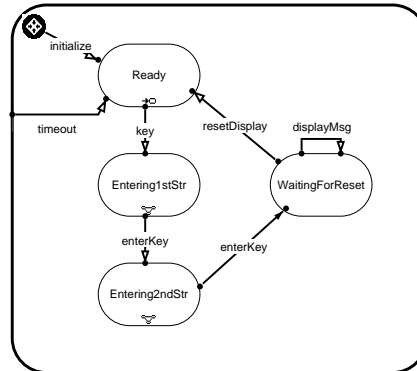 initialize
Ready
timeout
key
resetDisplay
displayMsg
Entering1stStr
WaitingForReset
enterKey
enterKey
Entering2ndStr